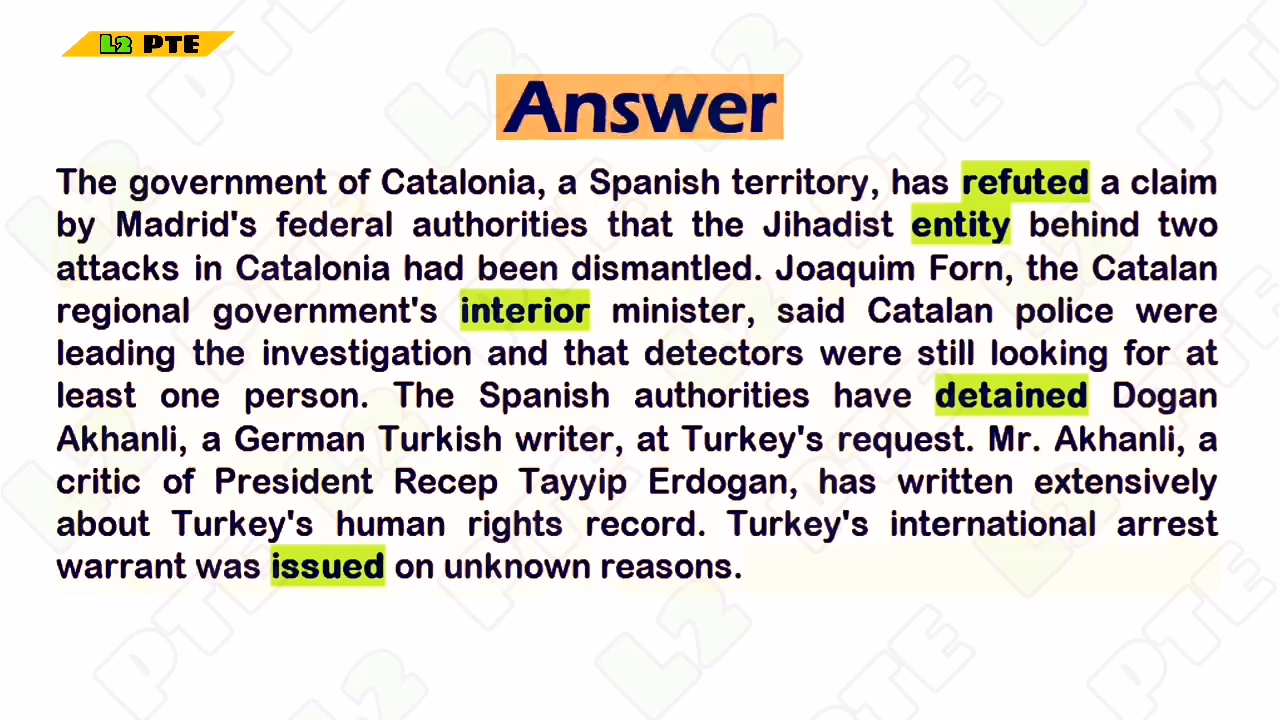 L2 PTE
Answer
The government of Catalonia, a Spanish territory, has refuted a claim
by Madrid's federal authorities that the Jihadist entity behind two
attacks in Catalonia had been dismantled. Joaquim Forn, the Catalan
regional government's interior minister, said Catalan police were
leading the investigation and that detectors were still looking for at
least one person. The Spanish authorities have detained Dogan
Akhanli, a German Turkish writer, at Turkey's request. Mr. Akhanli, a
critic of President Recep Tayyip Erdogan, has written extensively
about Turkey's human rights record. Turkey's international arrest
warrant was issued on unknown reasons.